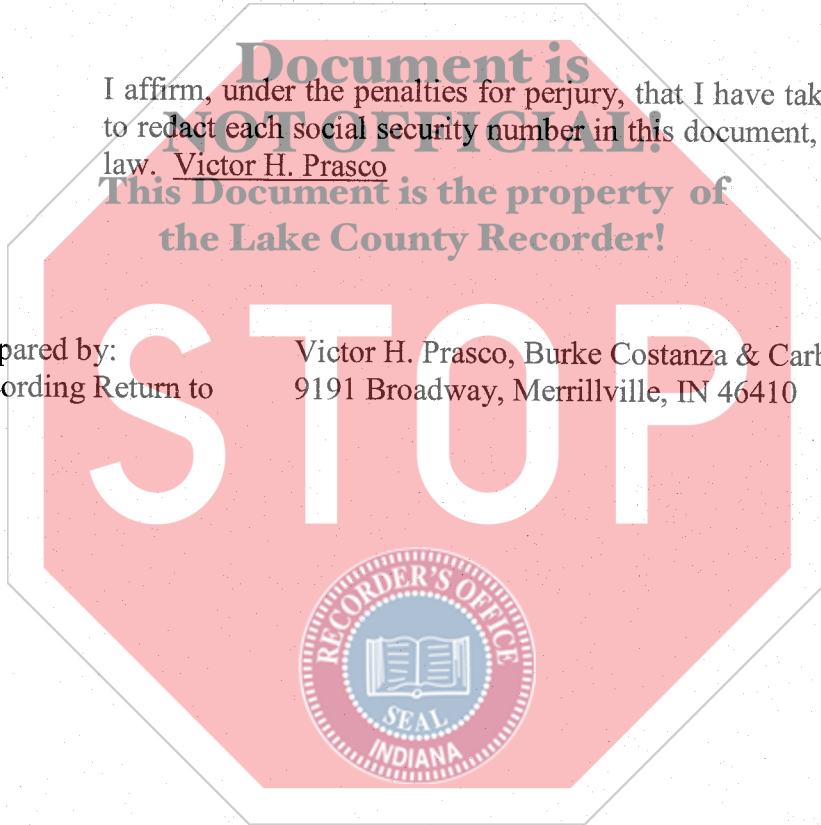 Document is
I affirm, under the penalties for perjury, that I have tak
NOT OFFICIAL!
to redact each social security number in this document,
law. Victor H. Prasco
This Document is the property of
the Lake County Recorder!
pared by: Victor H. Prasco, Burke Costanza & Carb
ording Return to 9191 Broadway, Merrillville, IN 46410
STOP
RECORDER'S OFFICE
SEAL
INDIANA